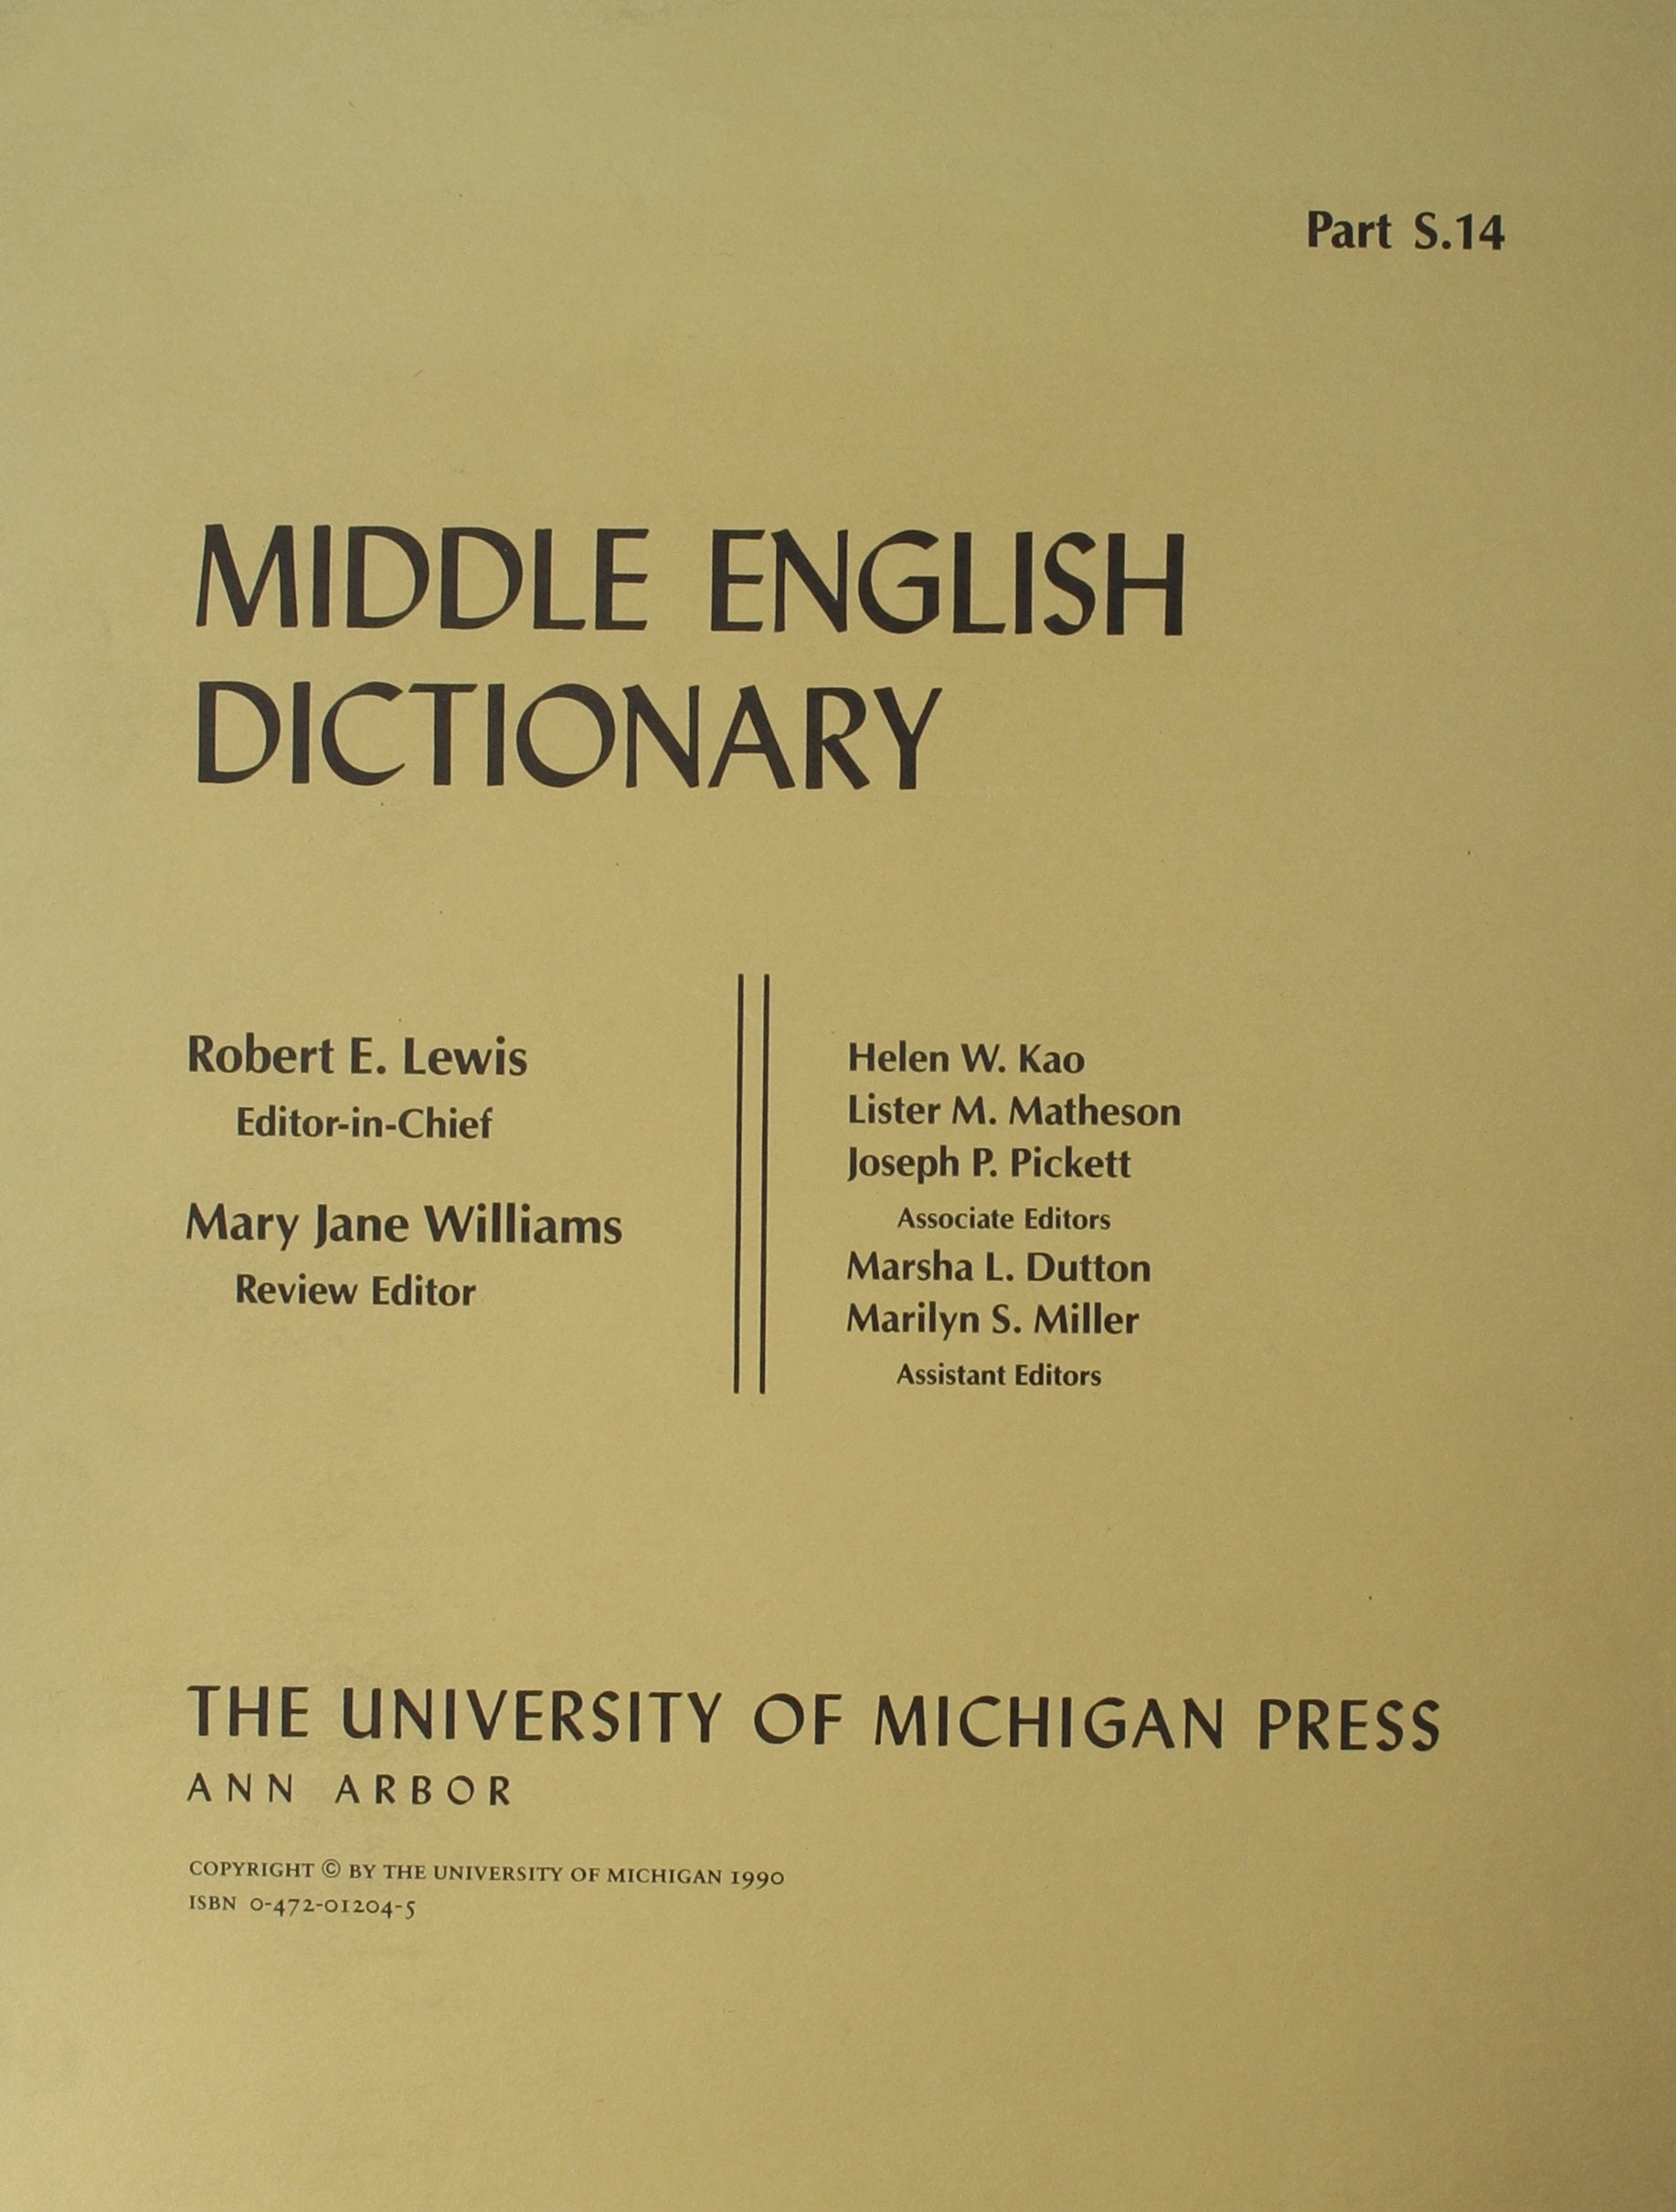 Part S.14
MIDDLE ENGLISH
DICTIONARY
Robert E. Lewis
Editor-in-Chief
Mary Jane Williams
Review Editor
Helen W. Kao
Lister M. Matheson
Joseph P. Pickett
Associate Editors
Marsha L. Dutton
Marilyn S. Miller
Assistant Editors
THE UNIVERSITY OF MICHIGAN PRESS
ANN ARBOR
COPYRIGHT © BY THE UNIVERSITY OF MICHIGAN 1990
ISBN 0-472-01204-5